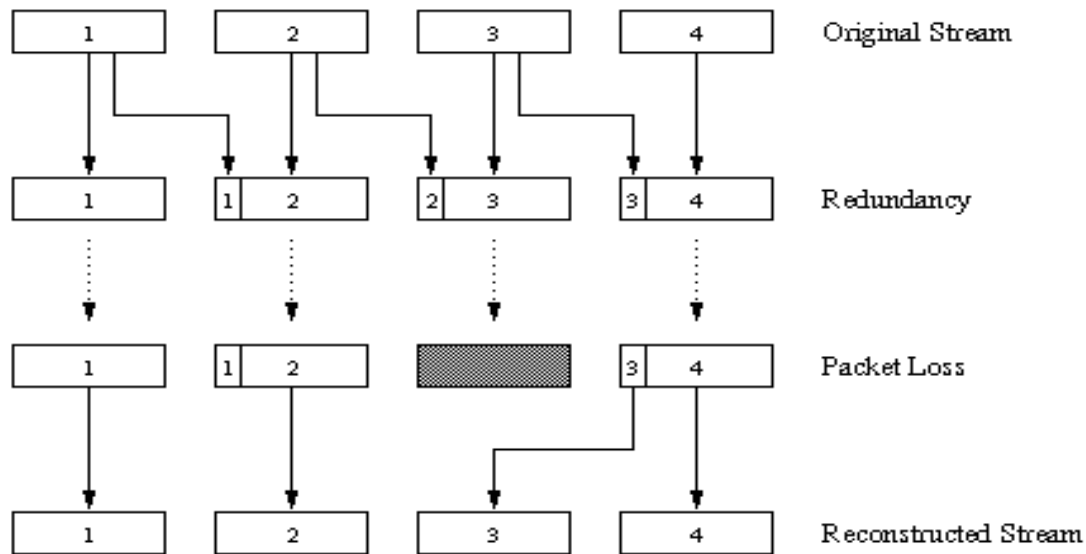 1 2 3 4 Original Stream
1 1 2 2 3 3 4 Redundancy
1 1 2 3 4 Packet Loss
1 2 3 4 Reconstructed Stream